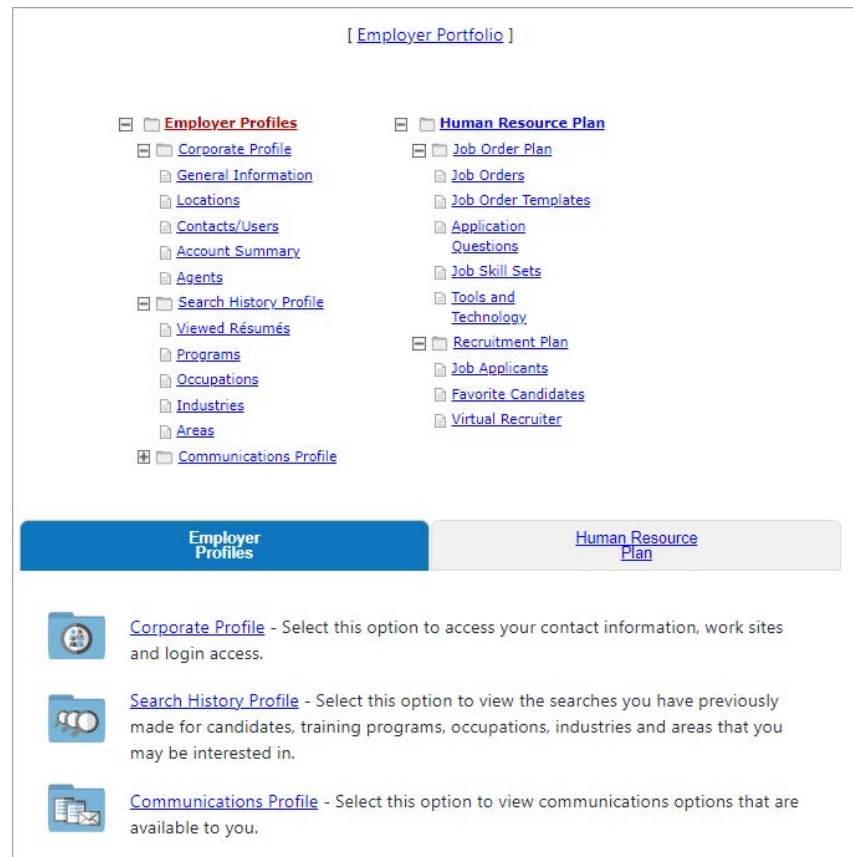 [ Employer Portfolio ]
Employer Profiles
Corporate Profile
General Information
Locations
Contacts/Users
Account Summary
Agents
Search History Profile
Viewed Résumés
Programs
Occupations
Industries
Areas
Communications Profile
Human Resource Plan
Job Order Plan
Job Orders
Job Order Templates
Application
Questions
Job Skill Sets
Tools and
Technology
Recruitment Plan
Job Applicants
Favorite Candidates
Virtual Recruiter
Employer
Profiles
Human Resource
Plan
Corporate Profile - Select this option to access your contact information, work sites
and login access.
Search History Profile - Select this option to view the searches you have previously
made for candidates, training programs, occupations, industries and areas that you
may be interested in.
Communications Profile - Select this option to view communications options that are
available to you.